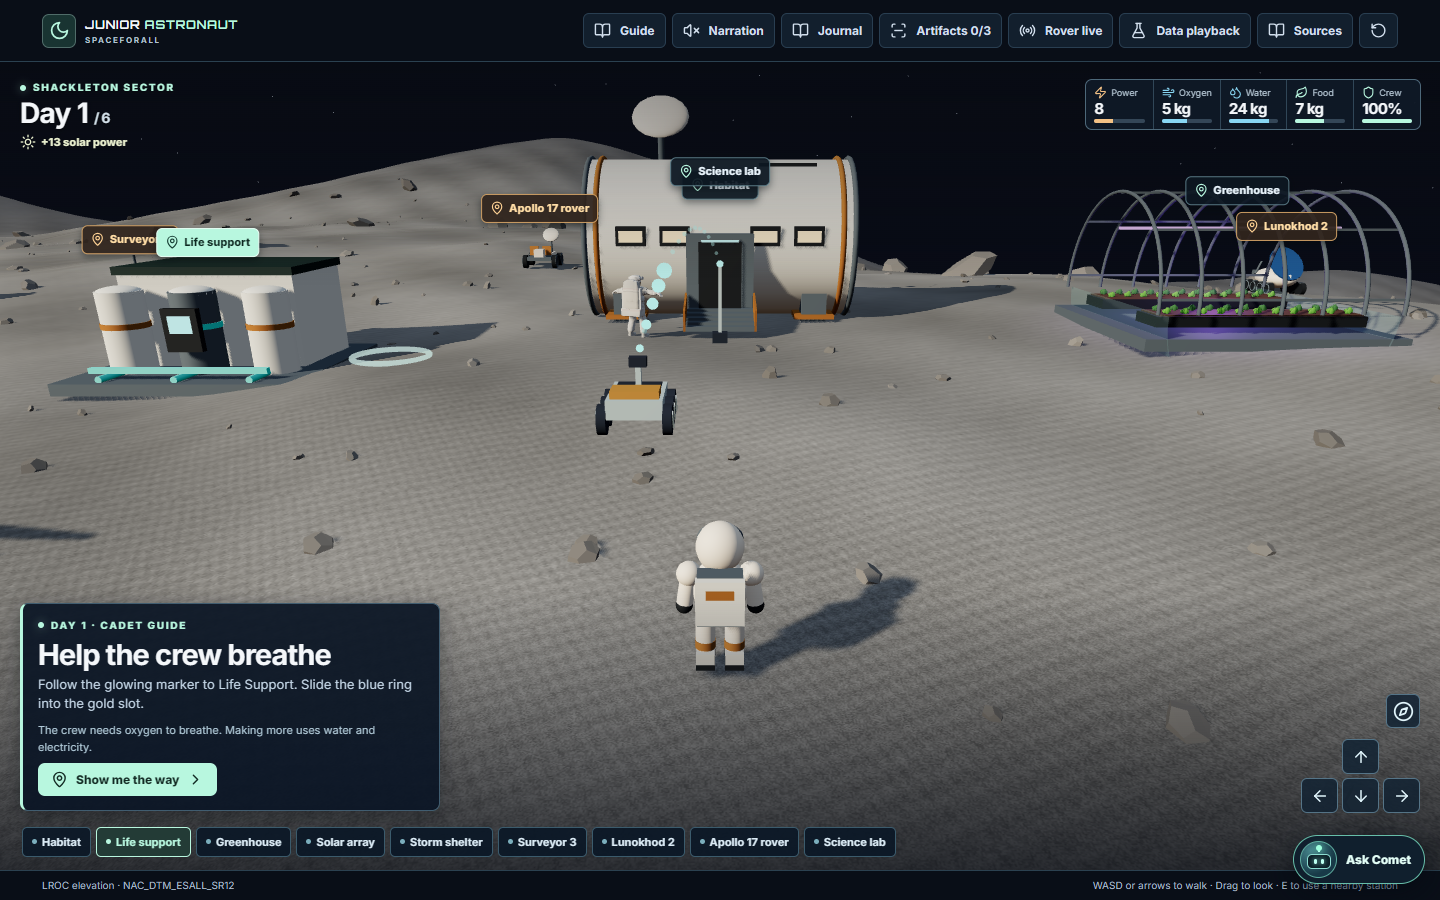 JUNIOR ASTRONAUT
SPACEFORALL
Guide
Narration
Journal
Artifacts 0/3
Rover live
Data playback
Sources
SHACKLETON SECTOR
Day 1 / 6
+13 solar power
Power
8
Oxygen
5 kg
Water
24 kg
Food
7 kg
Crew
100%
Science lab
Habitat
Greenhouse
Apollo 17 rover
Lunokhod 2
Life support
DAY 1 · CADET GUIDE
Help the crew breathe
Follow the glowing marker to Life Support. Slide the blue ring
into the gold slot.
The crew needs oxygen to breathe. Making more uses water and
electricity.
Show me the way
Habitat
Life support
Greenhouse
Solar array
Storm shelter
Surveyor 3
Lunokhod 2
Apollo 17 rover
Science lab
Ask Comet
LROC elevation · NAC_DTM_ESALL_SR12
WASD or arrows to walk · Drag to look · E to use a nearby station